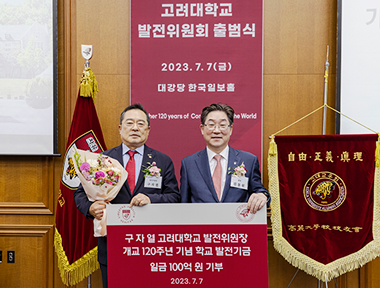 고려대학교
발전위원회 출범식
2023. 7. 7(금)
대강당 한국일보홀
other 120 years of
the World
自由·正義·眞理
高麗大學校校友會
구자열 고려대학교 발전위원장
개교 120주년 기념 학교 발전기금
일금 100억 원 기부
2023. 7. 7